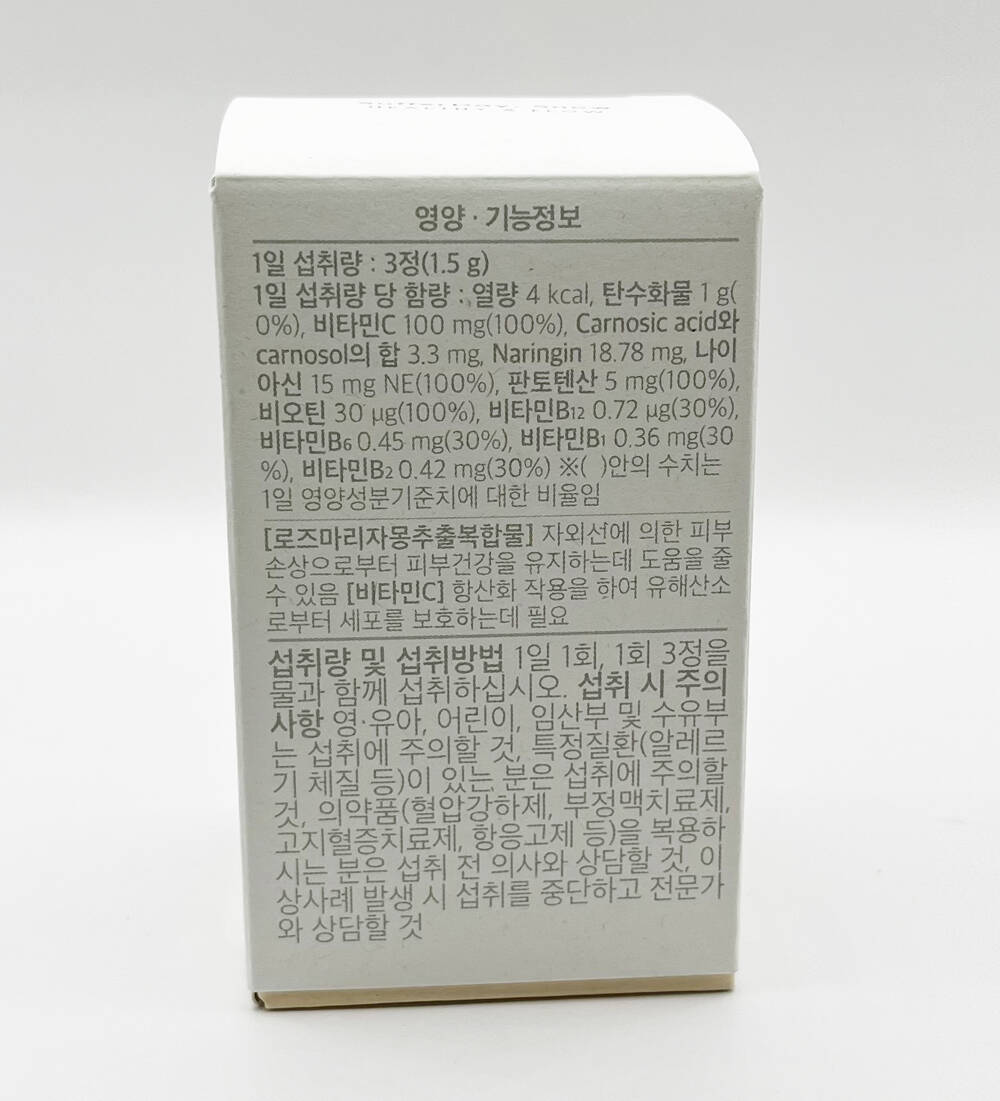 영양 · 기능정보
1일 섭취량 : 3정(1.5 g)
1일 섭취량 당 함량 : 열량 4 kcal, 탄수화물 1 g(
0%), 비타민C 100 mg(100%), Carnosic acid와
carnosol의 합 3.3 mg, Naringin 18.78 mg, 나이
아신 15 mg NE(100%), 판토텐산 5 mg(100%),
비오틴 30 μg(100%), 비타민B12 0.72 μg(30%),
비타민B6 0.45 mg(30%), 비타민B1 0.36 mg(30
%), 비타민B2 0.42 mg(30%) ※( )안의 수치는
1일 영양성분기준치에 대한 비율임
[로즈마리자몽추출복합물] 자외선에 의한 피부
손상으로부터 피부건강을 유지하는데 도움을 줄
수 있음 [비타민C] 항산화 작용을 하여 유해산소
로부터 세포를 보호하는데 필요
섭취량 및 섭취방법 1일 1회, 1회 3정을
물과 함께 섭취하십시오. 섭취 시 주의
사항 영·유아, 어린이, 임산부 및 수유부
는 섭취에 주의할 것, 특정질환(알레르
기 체질 등)이 있는 분은 섭취에 주의할
것, 의약품(혈압강하제, 부정맥치료제,
고지혈증치료제, 항응고제 등)을 복용하
시는 분은 섭취 전 의사와 상담할 것, 이
상사례 발생 시 섭취를 중단하고 전문가
와 상담할 것